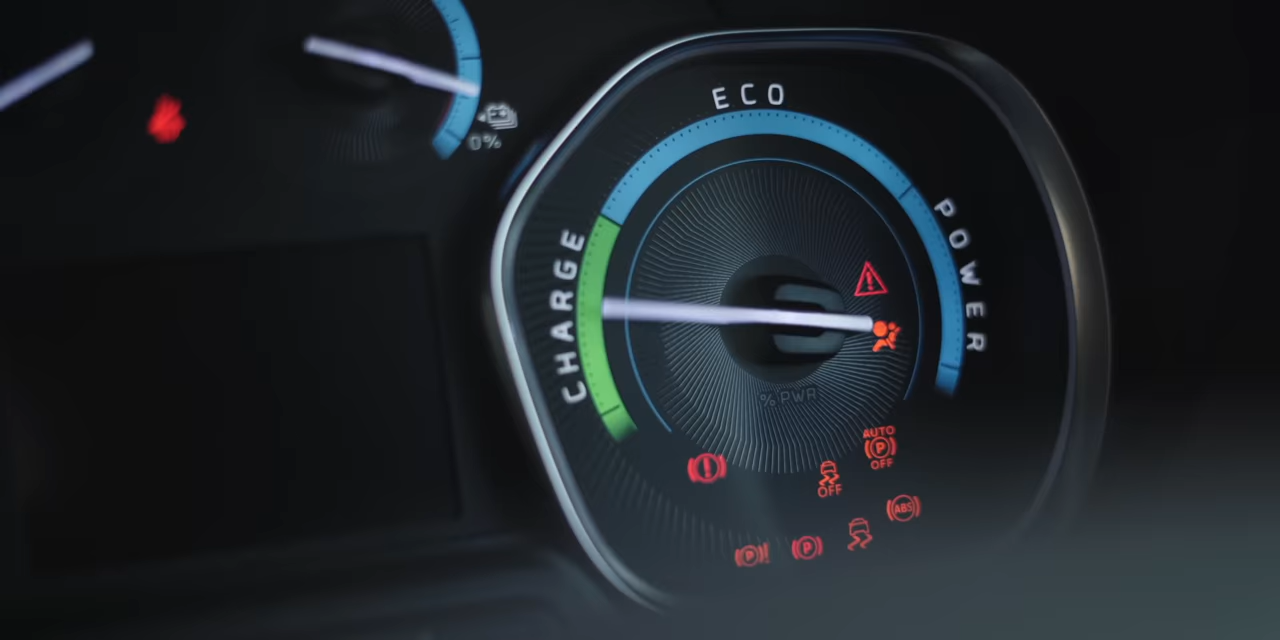 ECO
0%
POWER
CHARGE
% PWR
AUTO
P
OFF
OFF
ABS
P!
P